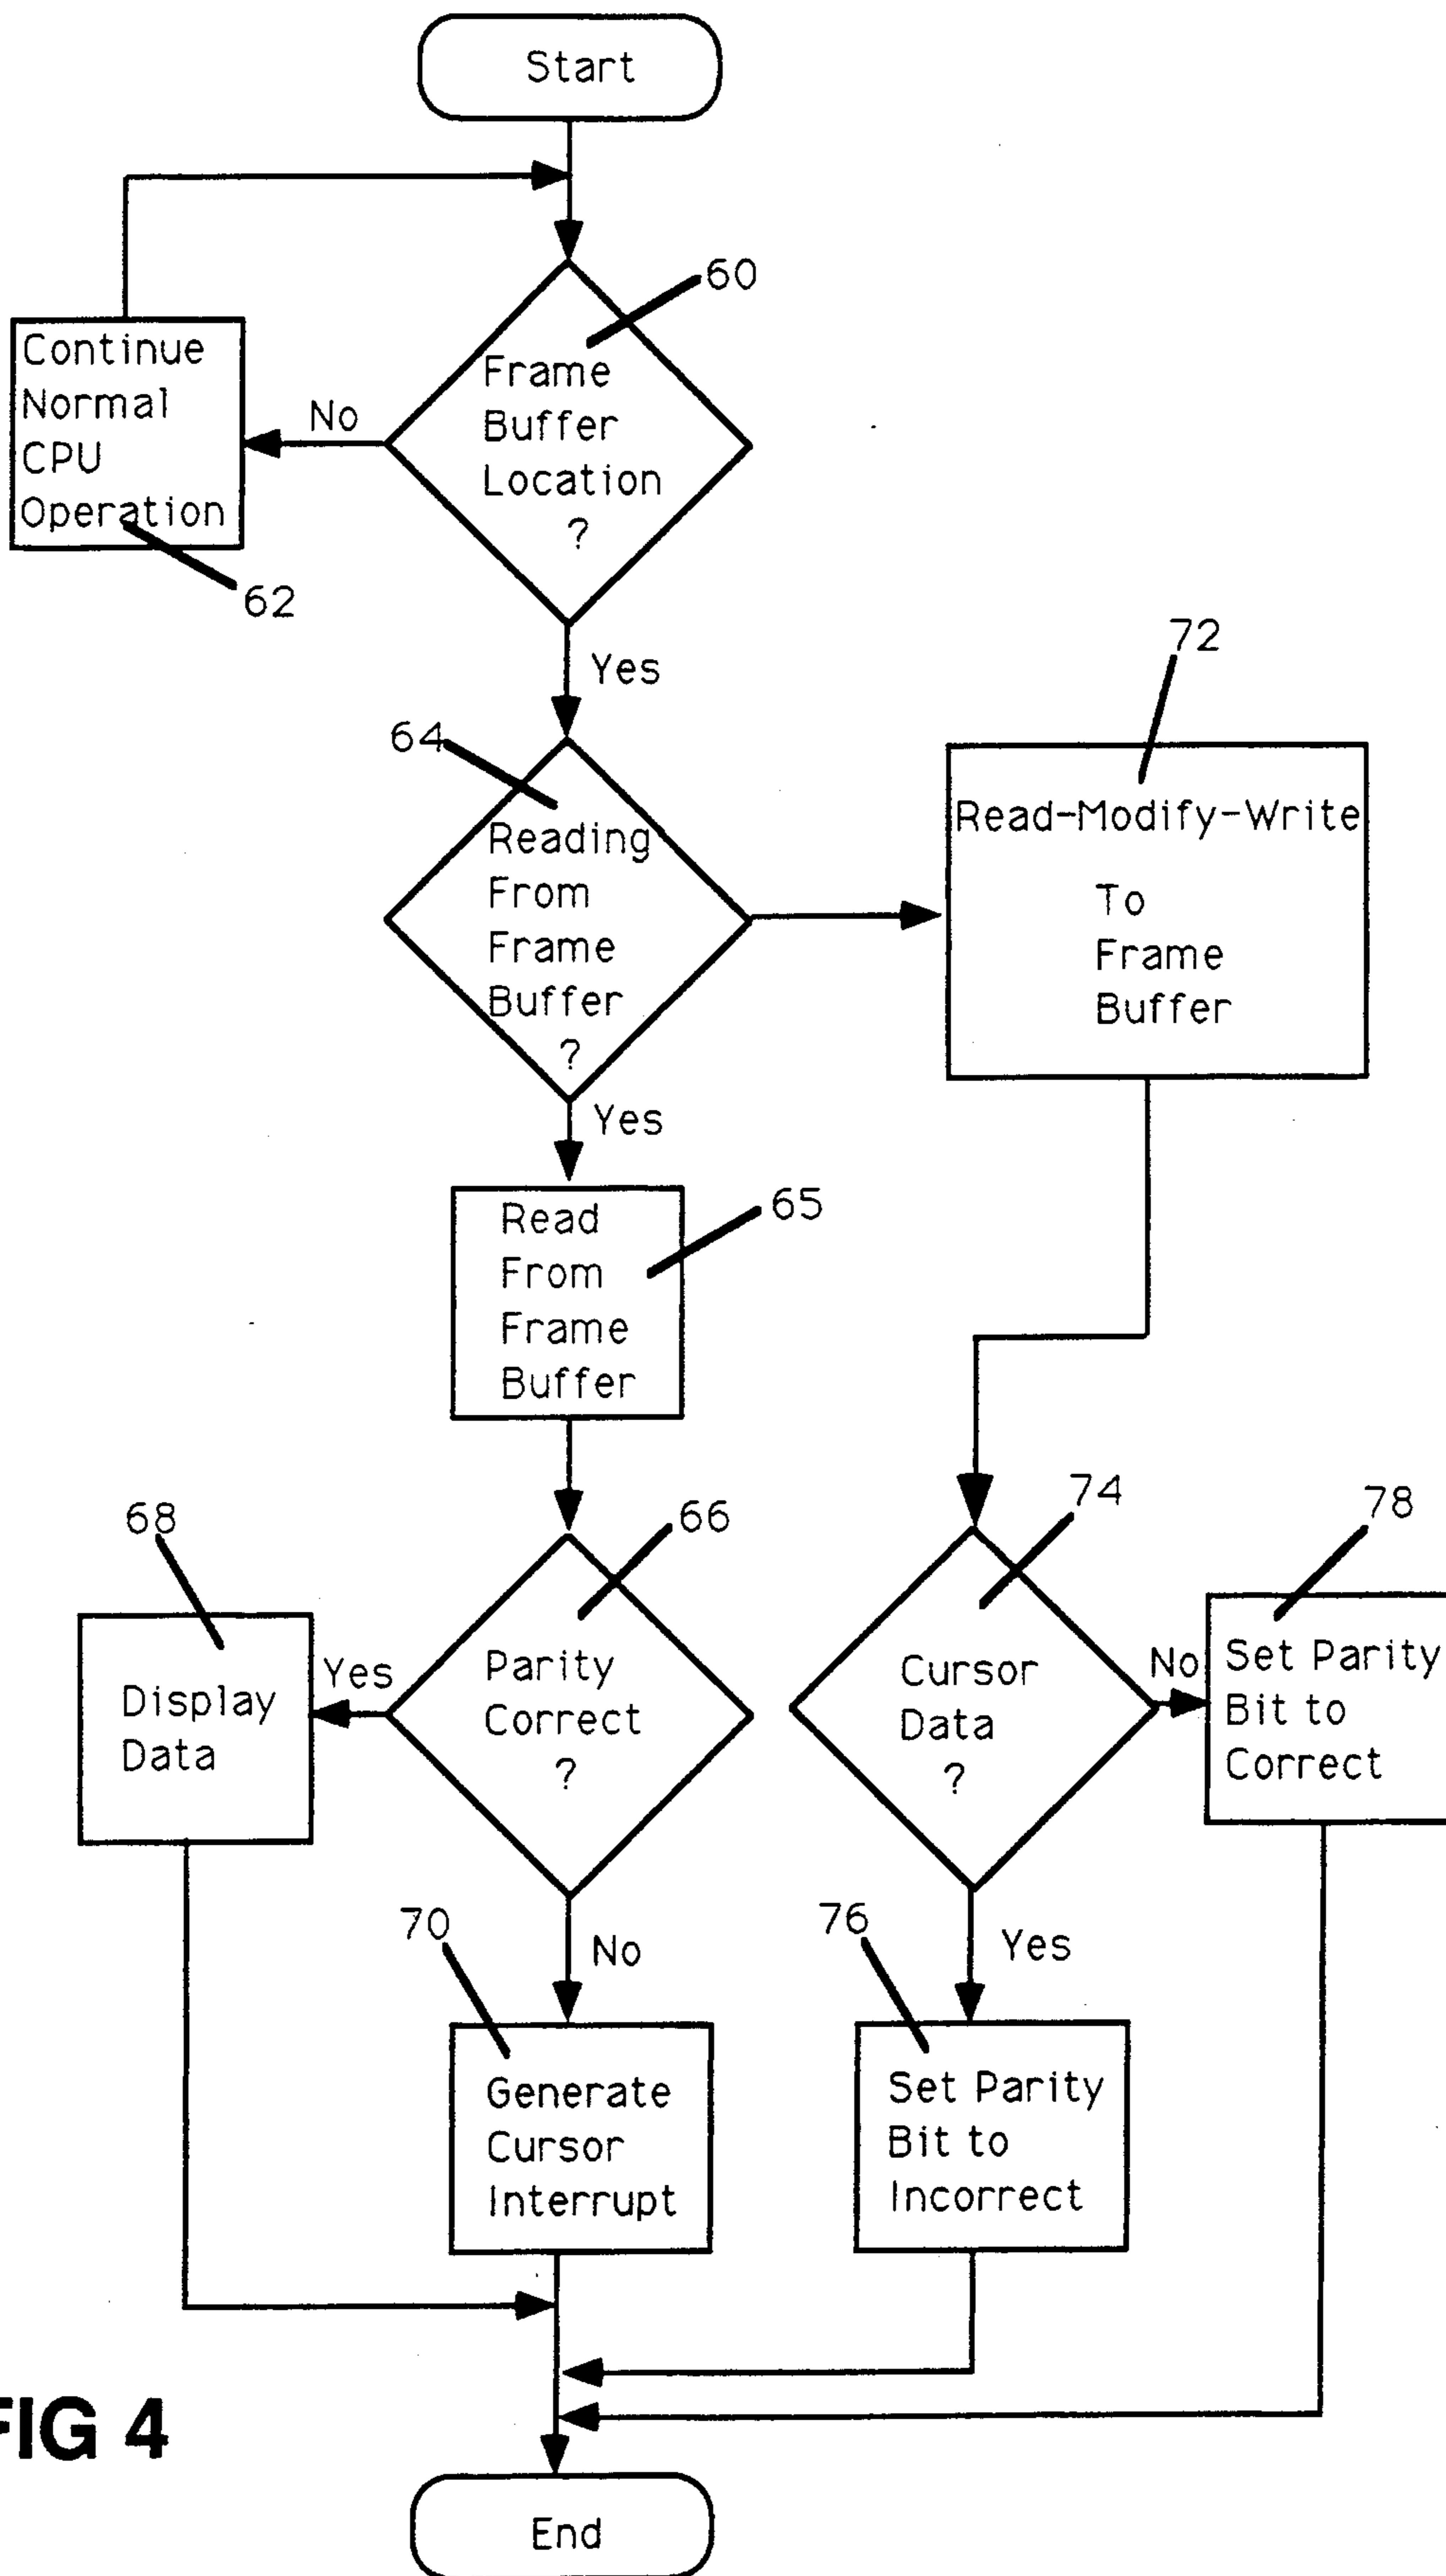 Start
60
Frame
Buffer
Location
?
No
Continue
Normal
CPU
Operation
62
Yes
64
Reading
From
Frame
Buffer
?
72
Read-Modify-Write
To
Frame
Buffer
Yes
65
Read
From
Frame
Buffer
66
Parity
Correct
?
Yes
68
Display
Data
No
70
Generate
Cursor
Interrupt
74
Cursor
Data
?
No
78
Set Parity
Bit to
Correct
Yes
76
Set Parity
Bit to
Incorrect
FIG 4
End